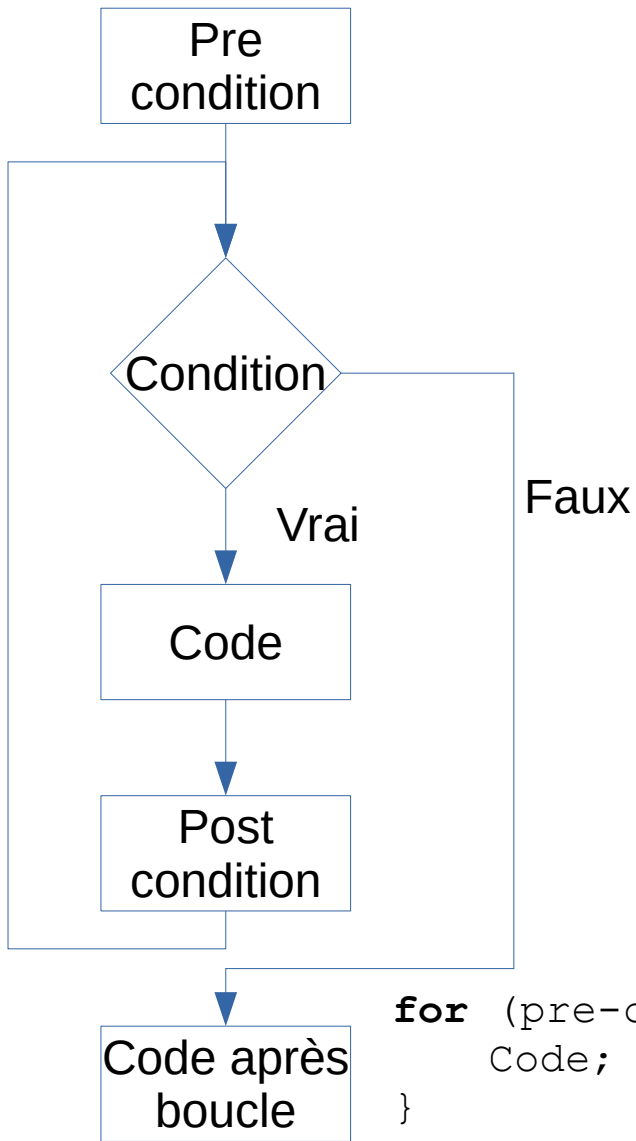 Pre
condition
Condition
Vrai
Faux
Code
Post
condition
Code après
boucle
for (pre-
Code;
}